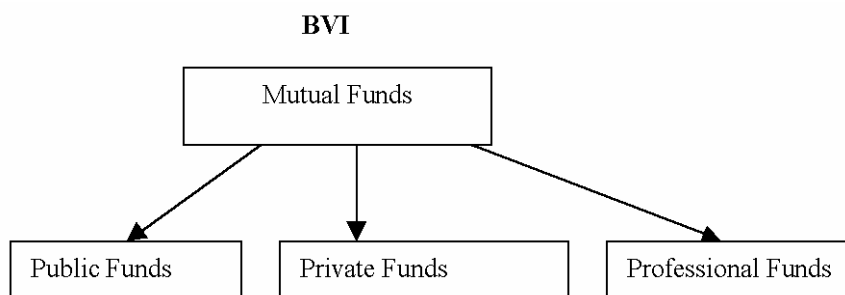 BVI
Mutual Funds
Public Funds
Private Funds
Professional Funds